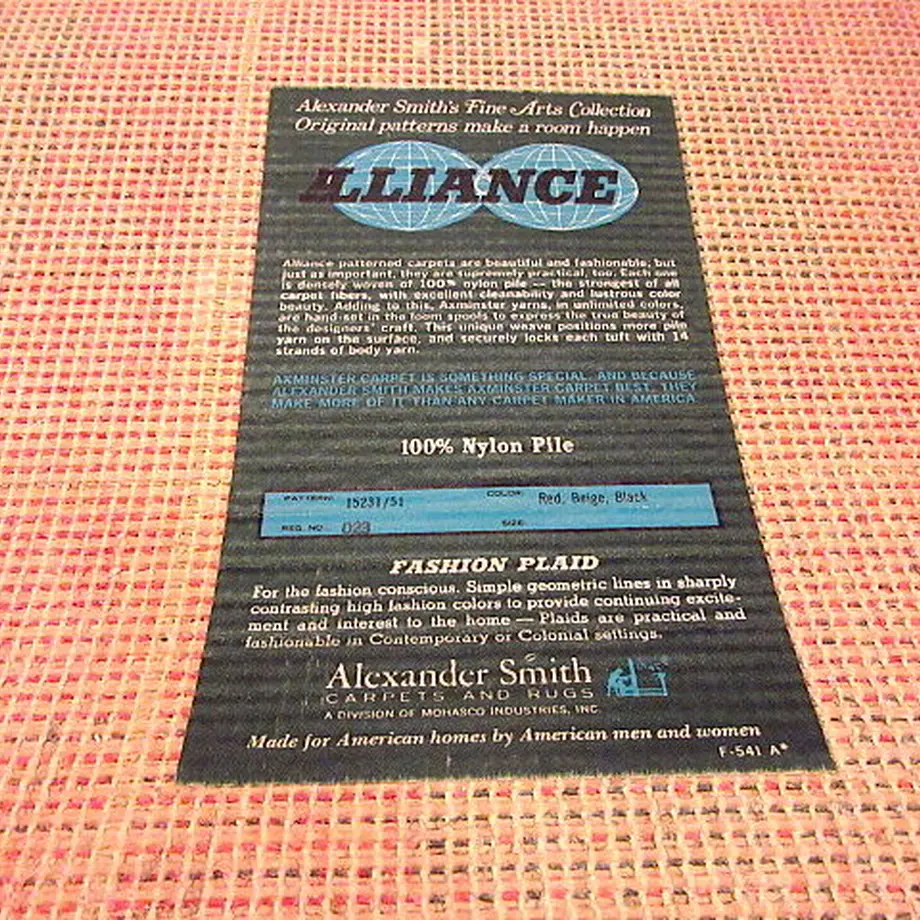 Alexander Smith's Fine Arts Collection
Original patterns make a room happen
ALLIANCE
Alliance patterned carpets are beautiful and fashionable, but
just as important, they are supremely practical, too. Each one
is densely woven of 100% nylon pile — the strongest of all
carpet fibers, with excellent cleanability and lustrous color
beauty. Adding to this, Axminster yarns, in unlimited colors,
are hand-set in the loom spools to express the true beauty of
the designers' craft. This unique weave positions more pile
yarn on the surface, and securely locks each tuft with 14
strands of body yarn.
AXMINSTER CARPET IS SOMETHING SPECIAL, AND BECAUSE
ALEXANDER SMITH MAKES AXMINSTER CARPET BEST, THEY
MAKE MORE OF IT THAN ANY CARPET MAKER IN AMERICA
100% Nylon Pile
PATTERN: 15231/51 COLOR: Red, Beige, Black
REG. NO. 023 SIZE:
FASHION PLAID
For the fashion conscious. Simple geometric lines in sharply
contrasting high fashion colors to provide continuing excite-
ment and interest to the home — Plaids are practical and
fashionable in Contemporary or Colonial settings.
Alexander Smith
CARPETS AND RUGS
A DIVISION OF MOHASCO INDUSTRIES, INC.
Made for American homes by American men and women
F-541 A*